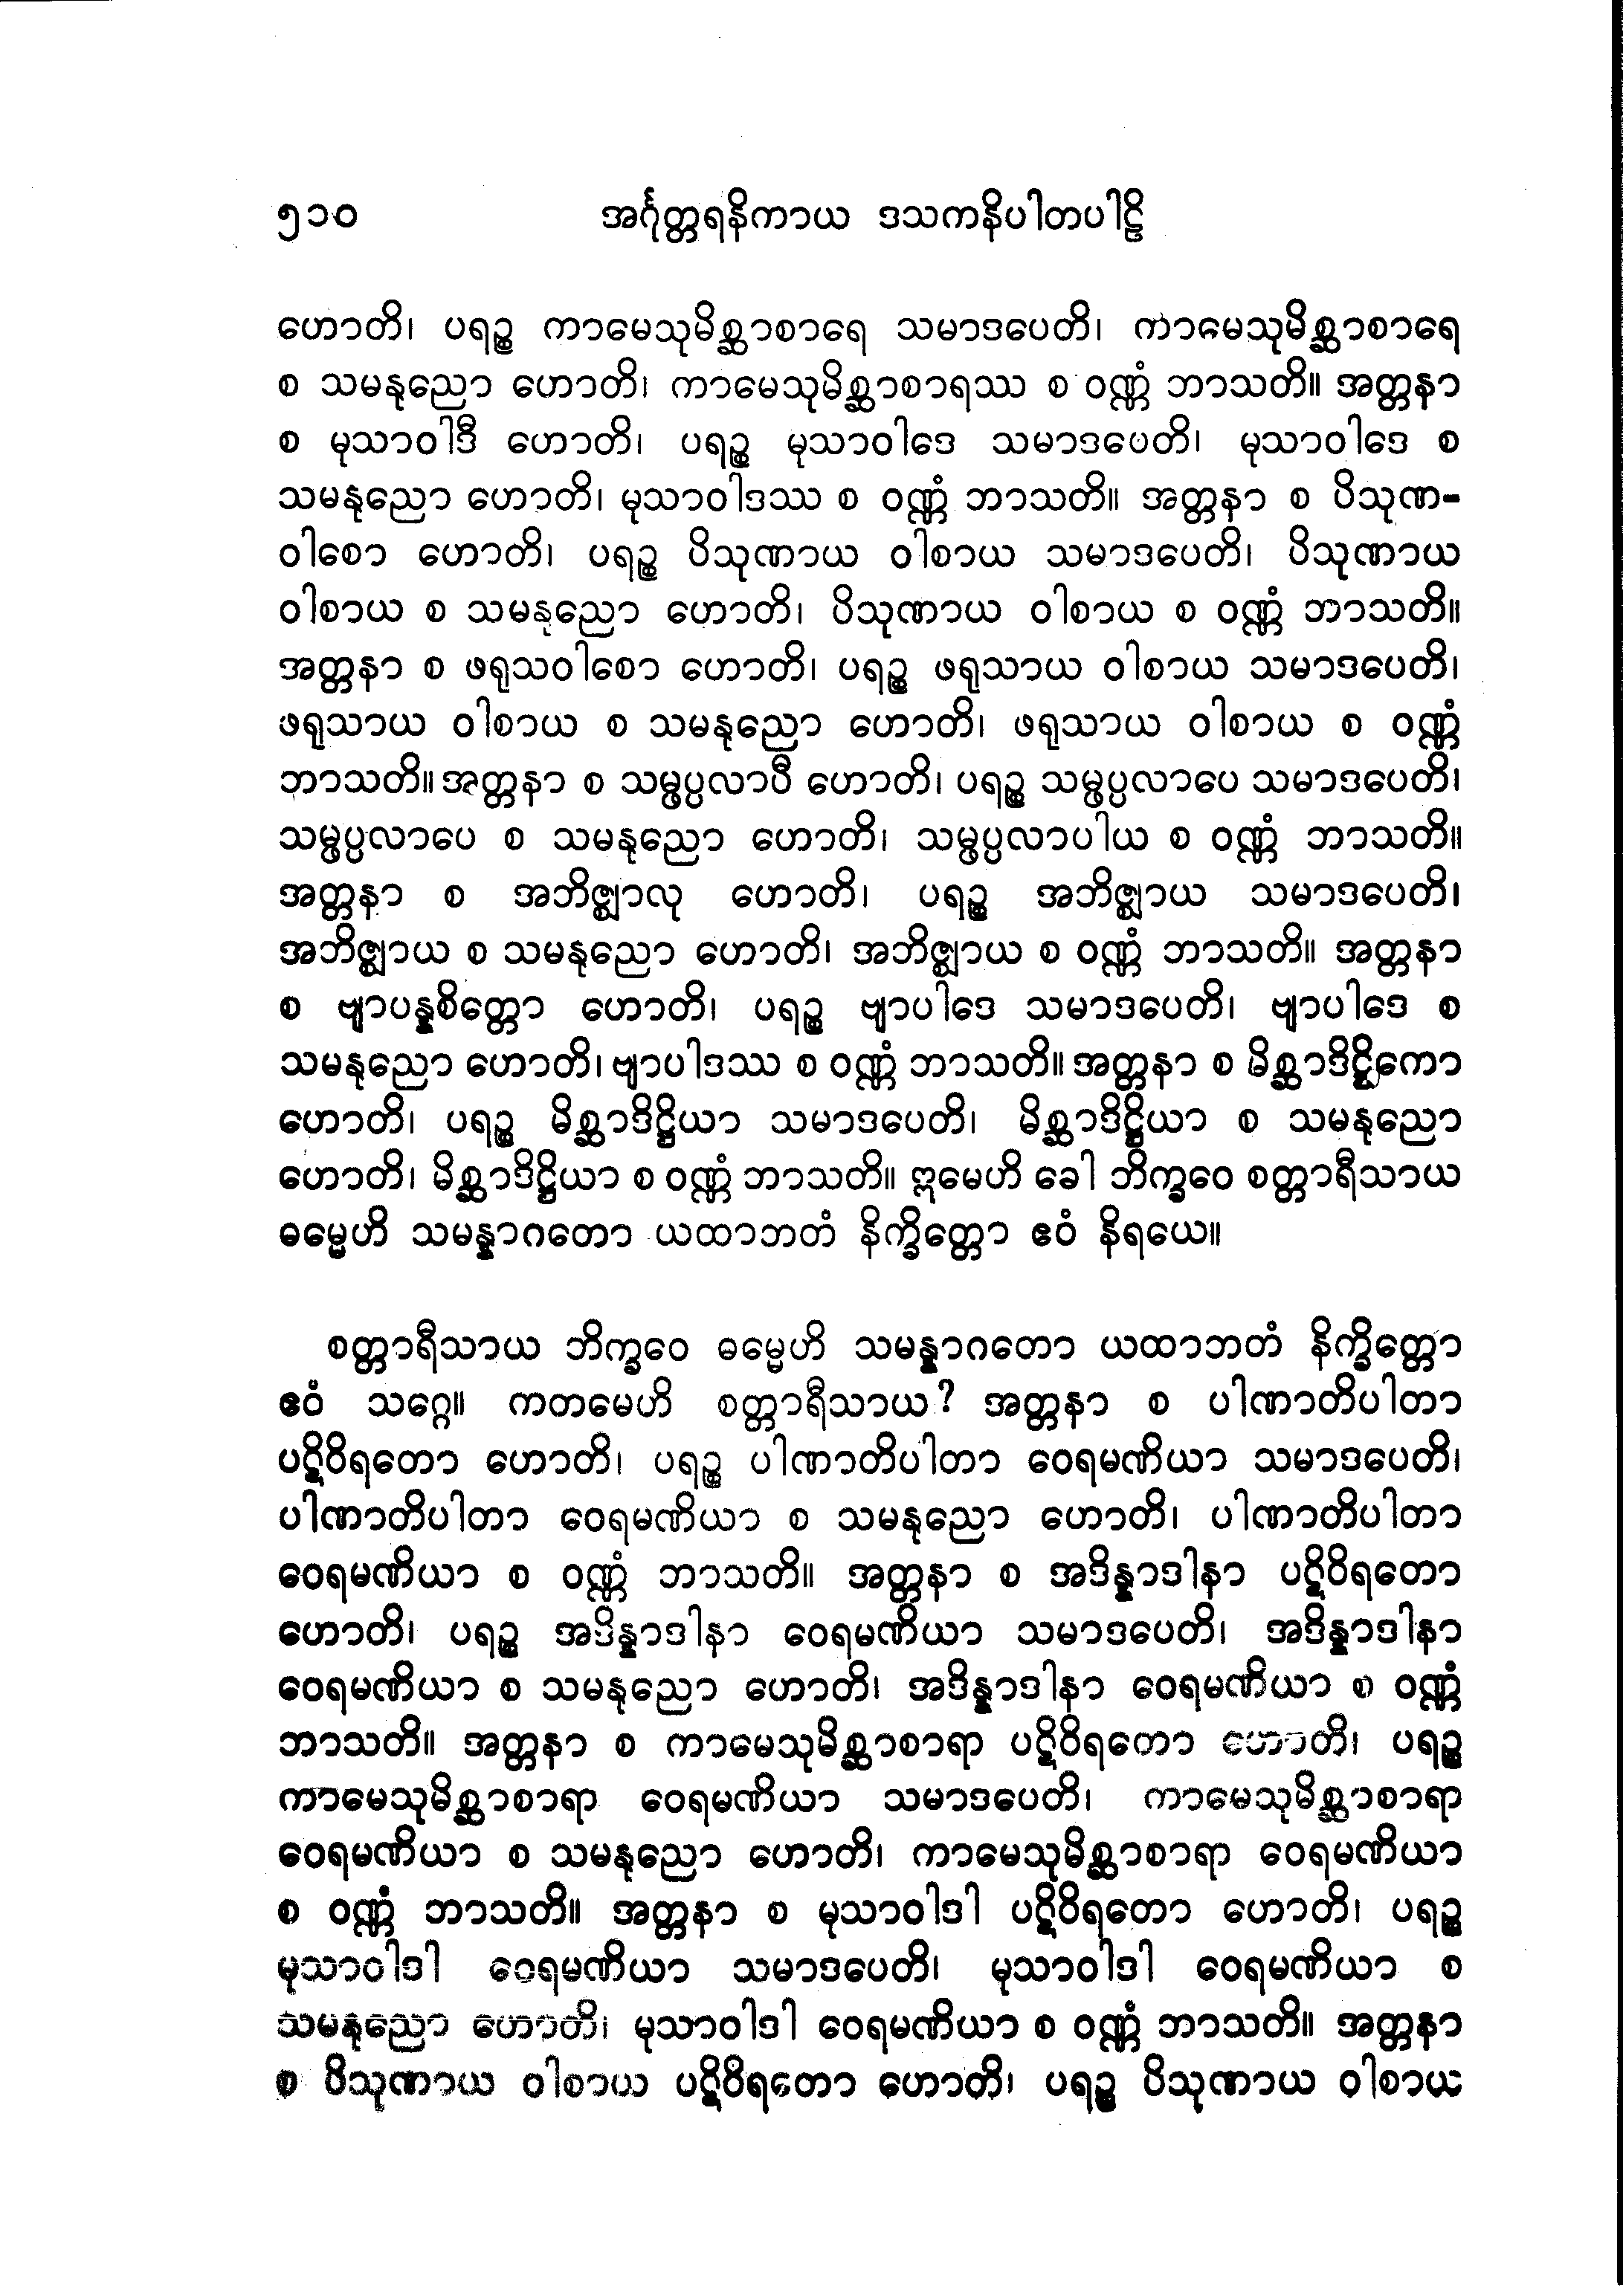 ၅၁၀ အင်္ဂုတ္တရနိကာယ ဒသကနိပါတပါဠိ
ဟောတိ၊ ပရဉ္စ ကာမေသုမိစ္ဆာစာရေ သမာဒပေတိ၊ ကာမေသုမိစ္ဆာစာရေ
စ သမနုညော ဟောတိ၊ ကာမေသုမိစ္ဆာစာရဿ စ ဝဏ္ဏံ ဘာသတိ။ အတ္တနာ
စ မုသာဝါဒီ ဟောတိ၊ ပရဉ္စ မုသာဝါဒေ သမာဒပေတိ၊ မုသာဝါဒေ စ
သမနုညော ဟောတိ၊ မုသာဝါဒဿ စ ဝဏ္ဏံ ဘာသတိ။ အတ္တနာ စ ပိသုဏ-
ဝါစော ဟောတိ၊ ပရဉ္စ ပိသုဏာယ ဝါစာယ သမာဒပေတိ၊ ပိသုဏာယ
ဝါစာယ စ သမနုညော ဟောတိ၊ ပိသုဏာယ ဝါစာယ စ ဝဏ္ဏံ ဘာသတိ။
အတ္တနာ စ ဖရုသဝါစော ဟောတိ၊ ပရဉ္စ ဖရုသာယ ဝါစာယ သမာဒပေတိ၊
ဖရုသာယ ဝါစာယ စ သမနုညော ဟောတိ၊ ဖရုသာယ ဝါစာယ စ ဝဏ္ဏံ
ဘာသတိ။ အတ္တနာ စ သမ္ဖပ္ပလာပီ ဟောတိ၊ ပရဉ္စ သမ္ဖပ္ပလာပေ သမာဒပေတိ၊
သမ္ဖပ္ပလာပေ စ သမနုညော ဟောတိ၊ သမ္ဖပ္ပလာပါယ စ ဝဏ္ဏံ ဘာသတိ။
အတ္တနာ စ အဘိဇ္ဈာလု ဟောတိ၊ ပရဉ္စ အဘိဇ္ဈာယ သမာဒပေတိ၊
အဘိဇ္ဈာယ စ သမနုညော ဟောတိ၊ အဘိဇ္ဈာယ စ ဝဏ္ဏံ ဘာသတိ။ အတ္တနာ
စ ဗျာပန္နစိတ္တော ဟောတိ၊ ပရဉ္စ ဗျာပါဒေ သမာဒပေတိ၊ ဗျာပါဒေ စ
သမနုညော ဟောတိ၊ ဗျာပါဒဿ စ ဝဏ္ဏံ ဘာသတိ။ အတ္တနာ စ မိစ္ဆာဒိဋ္ဌိကော
ဟောတိ၊ ပရဉ္စ မိစ္ဆာဒိဋ္ဌိယာ သမာဒပေတိ၊ မိစ္ဆာဒိဋ္ဌိယာ စ သမနုညော
ဟောတိ၊ မိစ္ဆာဒိဋ္ဌိယာ စ ဝဏ္ဏံ ဘာသတိ။ ဣမေဟိ ခေါ ဘိက္ခဝေ စတ္တာရီသာယ
ဓမ္မေဟိ သမန္နာဂတော ယထာဘတံ နိက္ခိတ္တော ဧဝံ နိရယေ။
စတ္တာရီသာယ ဘိက္ခဝေ ဓမ္မေဟိ သမန္နာဂတော ယထာဘတံ နိက္ခိတ္တော
ဧဝံ သဂ္ဂေ။ ကတမေဟိ စတ္တာရီသာယ? အတ္တနာ စ ပါဏာတိပါတာ
ပဋိဝိရတော ဟောတိ၊ ပရဉ္စ ပါဏာတိပါတာ ဝေရမဏိယာ သမာဒပေတိ၊
ပါဏာတိပါတာ ဝေရမဏိယာ စ သမနုညော ဟောတိ၊ ပါဏာတိပါတာ
ဝေရမဏိယာ စ ဝဏ္ဏံ ဘာသတိ။ အတ္တနာ စ အဒိန္နာဒါနာ ပဋိဝိရတော
ဟောတိ၊ ပရဉ္စ အဒိန္နာဒါနာ ဝေရမဏိယာ သမာဒပေတိ၊ အဒိန္နာဒါနာ
ဝေရမဏိယာ စ သမနုညော ဟောတိ၊ အဒိန္နာဒါနာ ဝေရမဏိယာ စ ဝဏ္ဏံ
ဘာသတိ။ အတ္တနာ စ ကာမေသုမိစ္ဆာစာရာ ပဋိဝိရတော ဟောတိ၊ ပရဉ္စ
ကာမေသုမိစ္ဆာစာရာ ဝေရမဏိယာ သမာဒပေတိ၊ ကာမေသုမိစ္ဆာစာရာ
ဝေရမဏိယာ စ သမနုညော ဟောတိ၊ ကာမေသုမိစ္ဆာစာရာ ဝေရမဏိယာ
စ ဝဏ္ဏံ ဘာသတိ။ အတ္တနာ စ မုသာဝါဒါ ပဋိဝိရတော ဟောတိ၊ ပရဉ္စ
မုသာဝါဒါ ဝေရမဏိယာ သမာဒပေတိ၊ မုသာဝါဒါ ဝေရမဏိယာ စ
သမနုညော ဟောတိ၊ မုသာဝါဒါ ဝေရမဏိယာ စ ဝဏ္ဏံ ဘာသတိ။ အတ္တနာ
စ ပိသုဏာယ ဝါစာယ ပဋိဝိရတော ဟောတိ၊ ပရဉ္စ ပိသုဏာယ ဝါစာယ